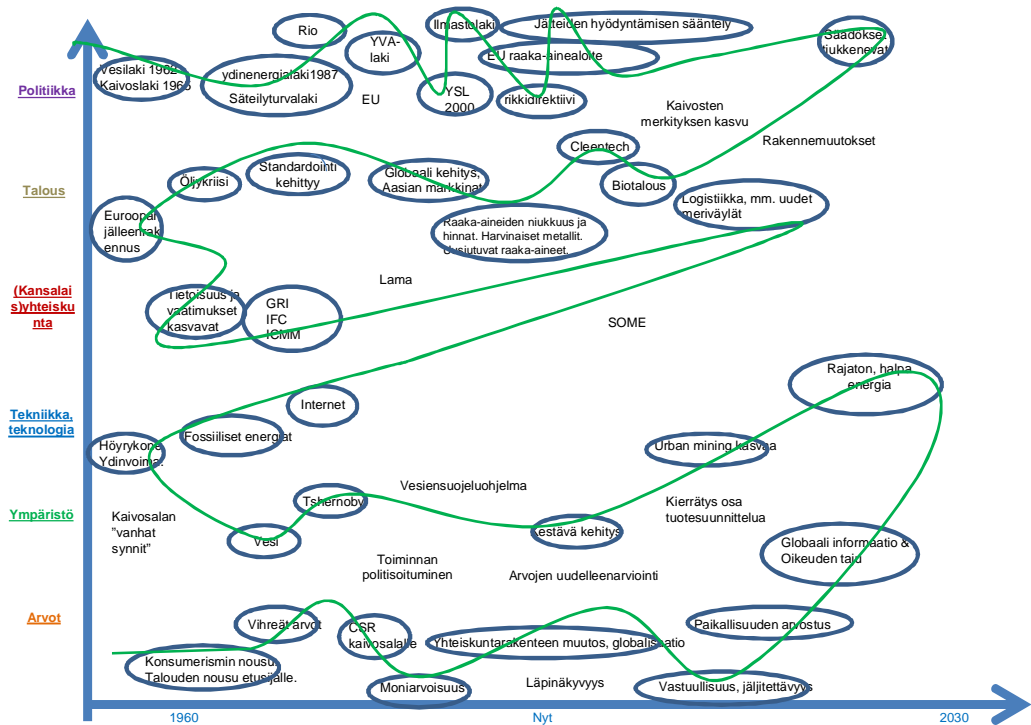 Rio
Ilmastolaki
Jätteiden hyödyntämisen sääntely
YVA-
laki
EU raaka-ainealoite
Säädökset
tiukkenevat
Vesilaki 1962
Kaivoslaki 1965
ydinenergialaki1987
Säteilyturvalaki
EU
YSL
2000
rikkidirektiivi
Politiikka
Kaivosten
merkityksen kasvu
Rakennemuutokset
Cleentech
Biotalous
Talous
Öljykriisi
Standardointi
kehittyy
Globaali kehitys,
Aasian markkinat
Logistiikka, mm. uudet
meriväylät
Euroopan
jälleenrak
ennus
Raaka-aineiden niukkuus ja
hinnat. Harvinaiset metallit.
Uusiutuvat raaka-aineet.
Lama
(Kansalai
s)yhteisku
nta
Tietoisuus ja
vaatimukset
kasvavat
GRI
IFC
ICMM
SOME
Rajaton, halpa
energia
Tekniikka,
teknologia
Internet
Fossiiliset energiat
Höyrykone
Ydinvoima.
Urban mining kasvaa
Vesiensuojeluohjelma
Ympäristö
Kaivosalan
”vanhat
synnit”
Tshernoby
Vesi
Kestävä kehitys
Kierrätys osa
tuotesuunnittelua
Globaali informaatio &
Oikeuden taju
Toiminnan
politisoituminen
Arvojen uudelleenarviointi
Arvot
Vihreät arvot
CSR
kaivosalalle
Yhteiskuntarakenteen muutos, globalisaatio
Paikallisuuden arvostus
Konsumerismin nousu.
Talouden nousu etusijalle.
Moniarvoisuus
Läpinäkyvyys
Vastuullisuus, jäljitettävyys
1960
Nyt
2030